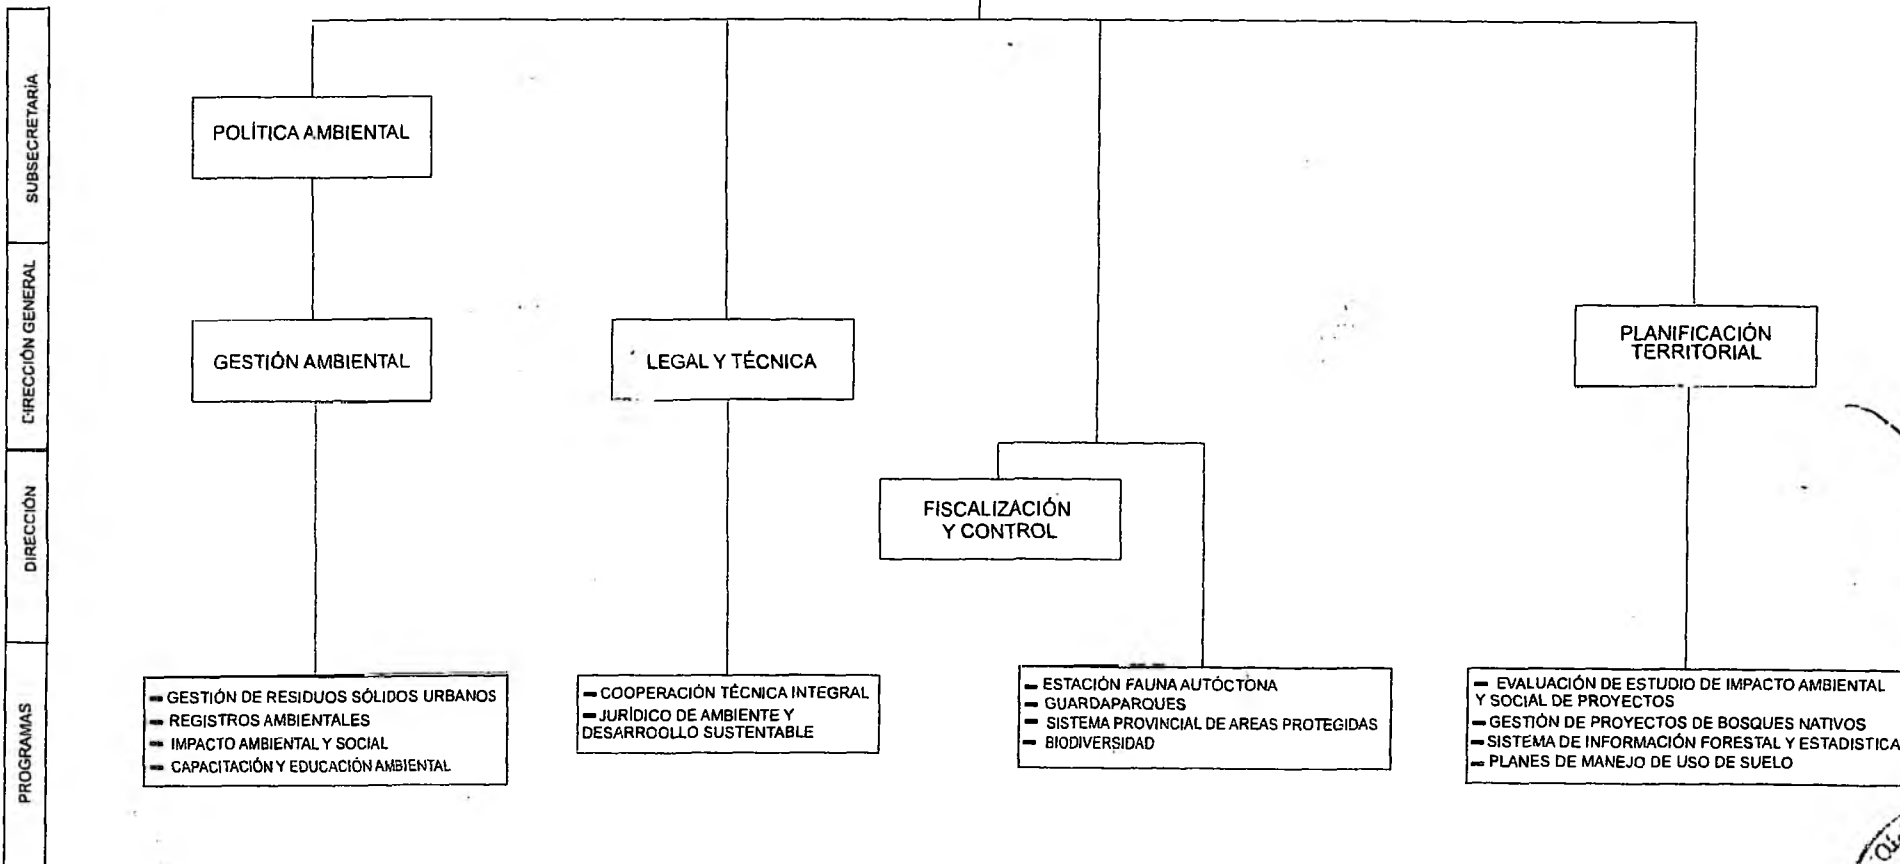 SUBSECRETARÍA
POLÍTICA AMBIENTAL
DIRECCIÓN GENERAL
GESTIÓN AMBIENTAL
LEGAL Y TÉCNICA
PLANIFICACIÓN
TERRITORIAL
DIRECCIÓN
FISCALIZACIÓN
Y CONTROL
PROGRAMAS
- GESTIÓN DE RESIDUOS SÓLIDOS URBANOS
- REGISTROS AMBIENTALES
- IMPACTO AMBIENTAL Y SOCIAL
- CAPACITACIÓN Y EDUCACIÓN AMBIENTAL
- COOPERACIÓN TÉCNICA INTEGRAL
- JURÍDICO DE AMBIENTE Y
DESARROOLLO SUSTENTABLE
- ESTACIÓN FAUNA AUTÓCTONA
- GUARDAPARQUES
- SISTEMA PROVINCIAL DE AREAS PROTEGIDAS
- BIODIVERSIDAD
- EVALUACIÓN DE ESTUDIO DE IMPACTO AMBIENTAL
Y SOCIAL DE PROYECTOS
- GESTIÓN DE PROYECTOS DE BOSQUES NATIVOS
- SISTEMA DE INFORMACIÓN FORESTAL Y ESTADISTICA
- PLANES DE MANEJO DE USO DE SUELO